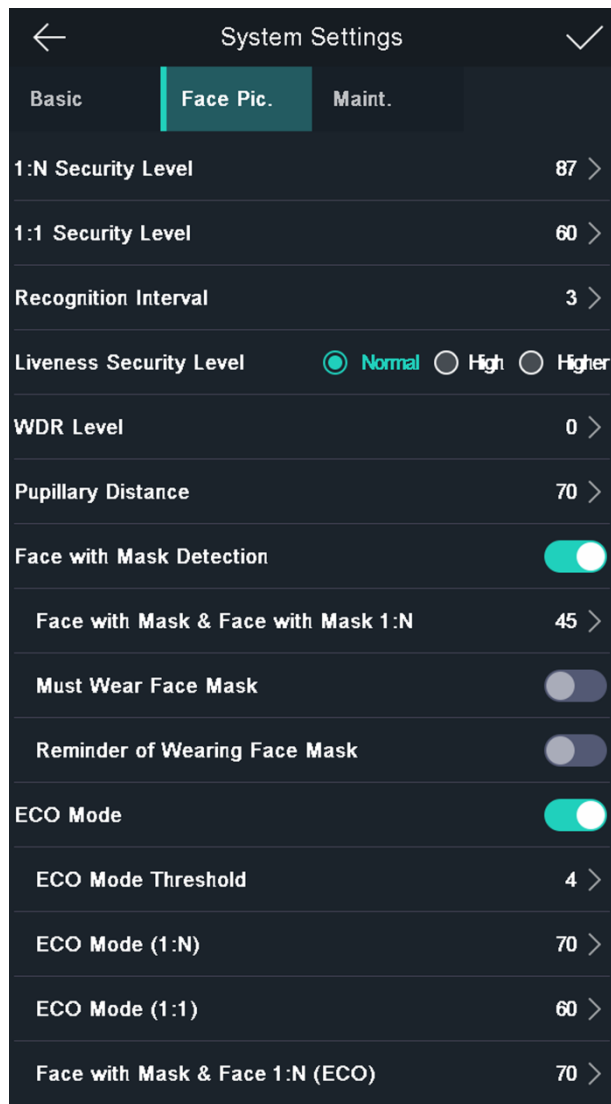 System Settings
Basic Face Pic. Maint.
1:N Security Level 87
1:1 Security Level 60
Recognition Interval 3
Liveness Security Level Normal High Higher
WDR Level 0
Pupillary Distance 70
Face with Mask Detection
Face with Mask & Face with Mask 1:N 45
Must Wear Face Mask
Reminder of Wearing Face Mask
ECO Mode
ECO Mode Threshold 4
ECO Mode (1:N) 70
ECO Mode (1:1) 60
Face with Mask & Face 1:N (ECO) 70